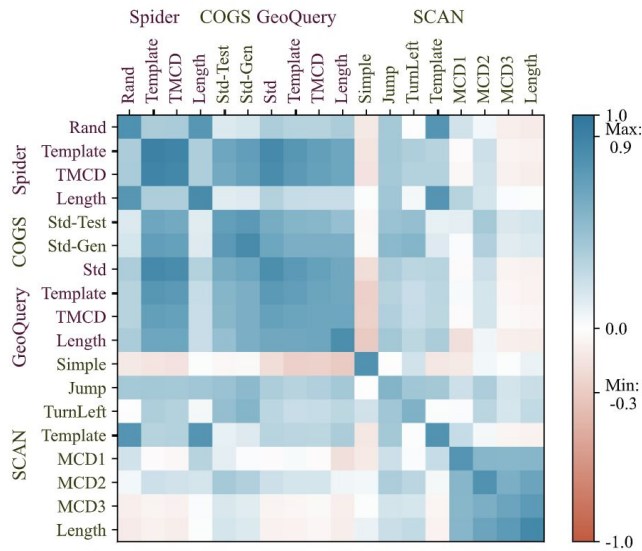 Spider COGS GeoQuery SCAN
Rand Template TMCD Length Std-Test Std-Gen Std Template TMCD Length Simple Jump TurnLeft Template MCD1 MCD2 MCD3 Length
Spider
Rand
Template
TMCD
Length
COGS
Std-Test
Std-Gen
GeoQuery
Std
Template
TMCD
Length
SCAN
Simple
Jump
TurnLeft
Template
MCD1
MCD2
MCD3
Length
1.0
Max:
0.9
0.0
Min:
-0.3
-1.0